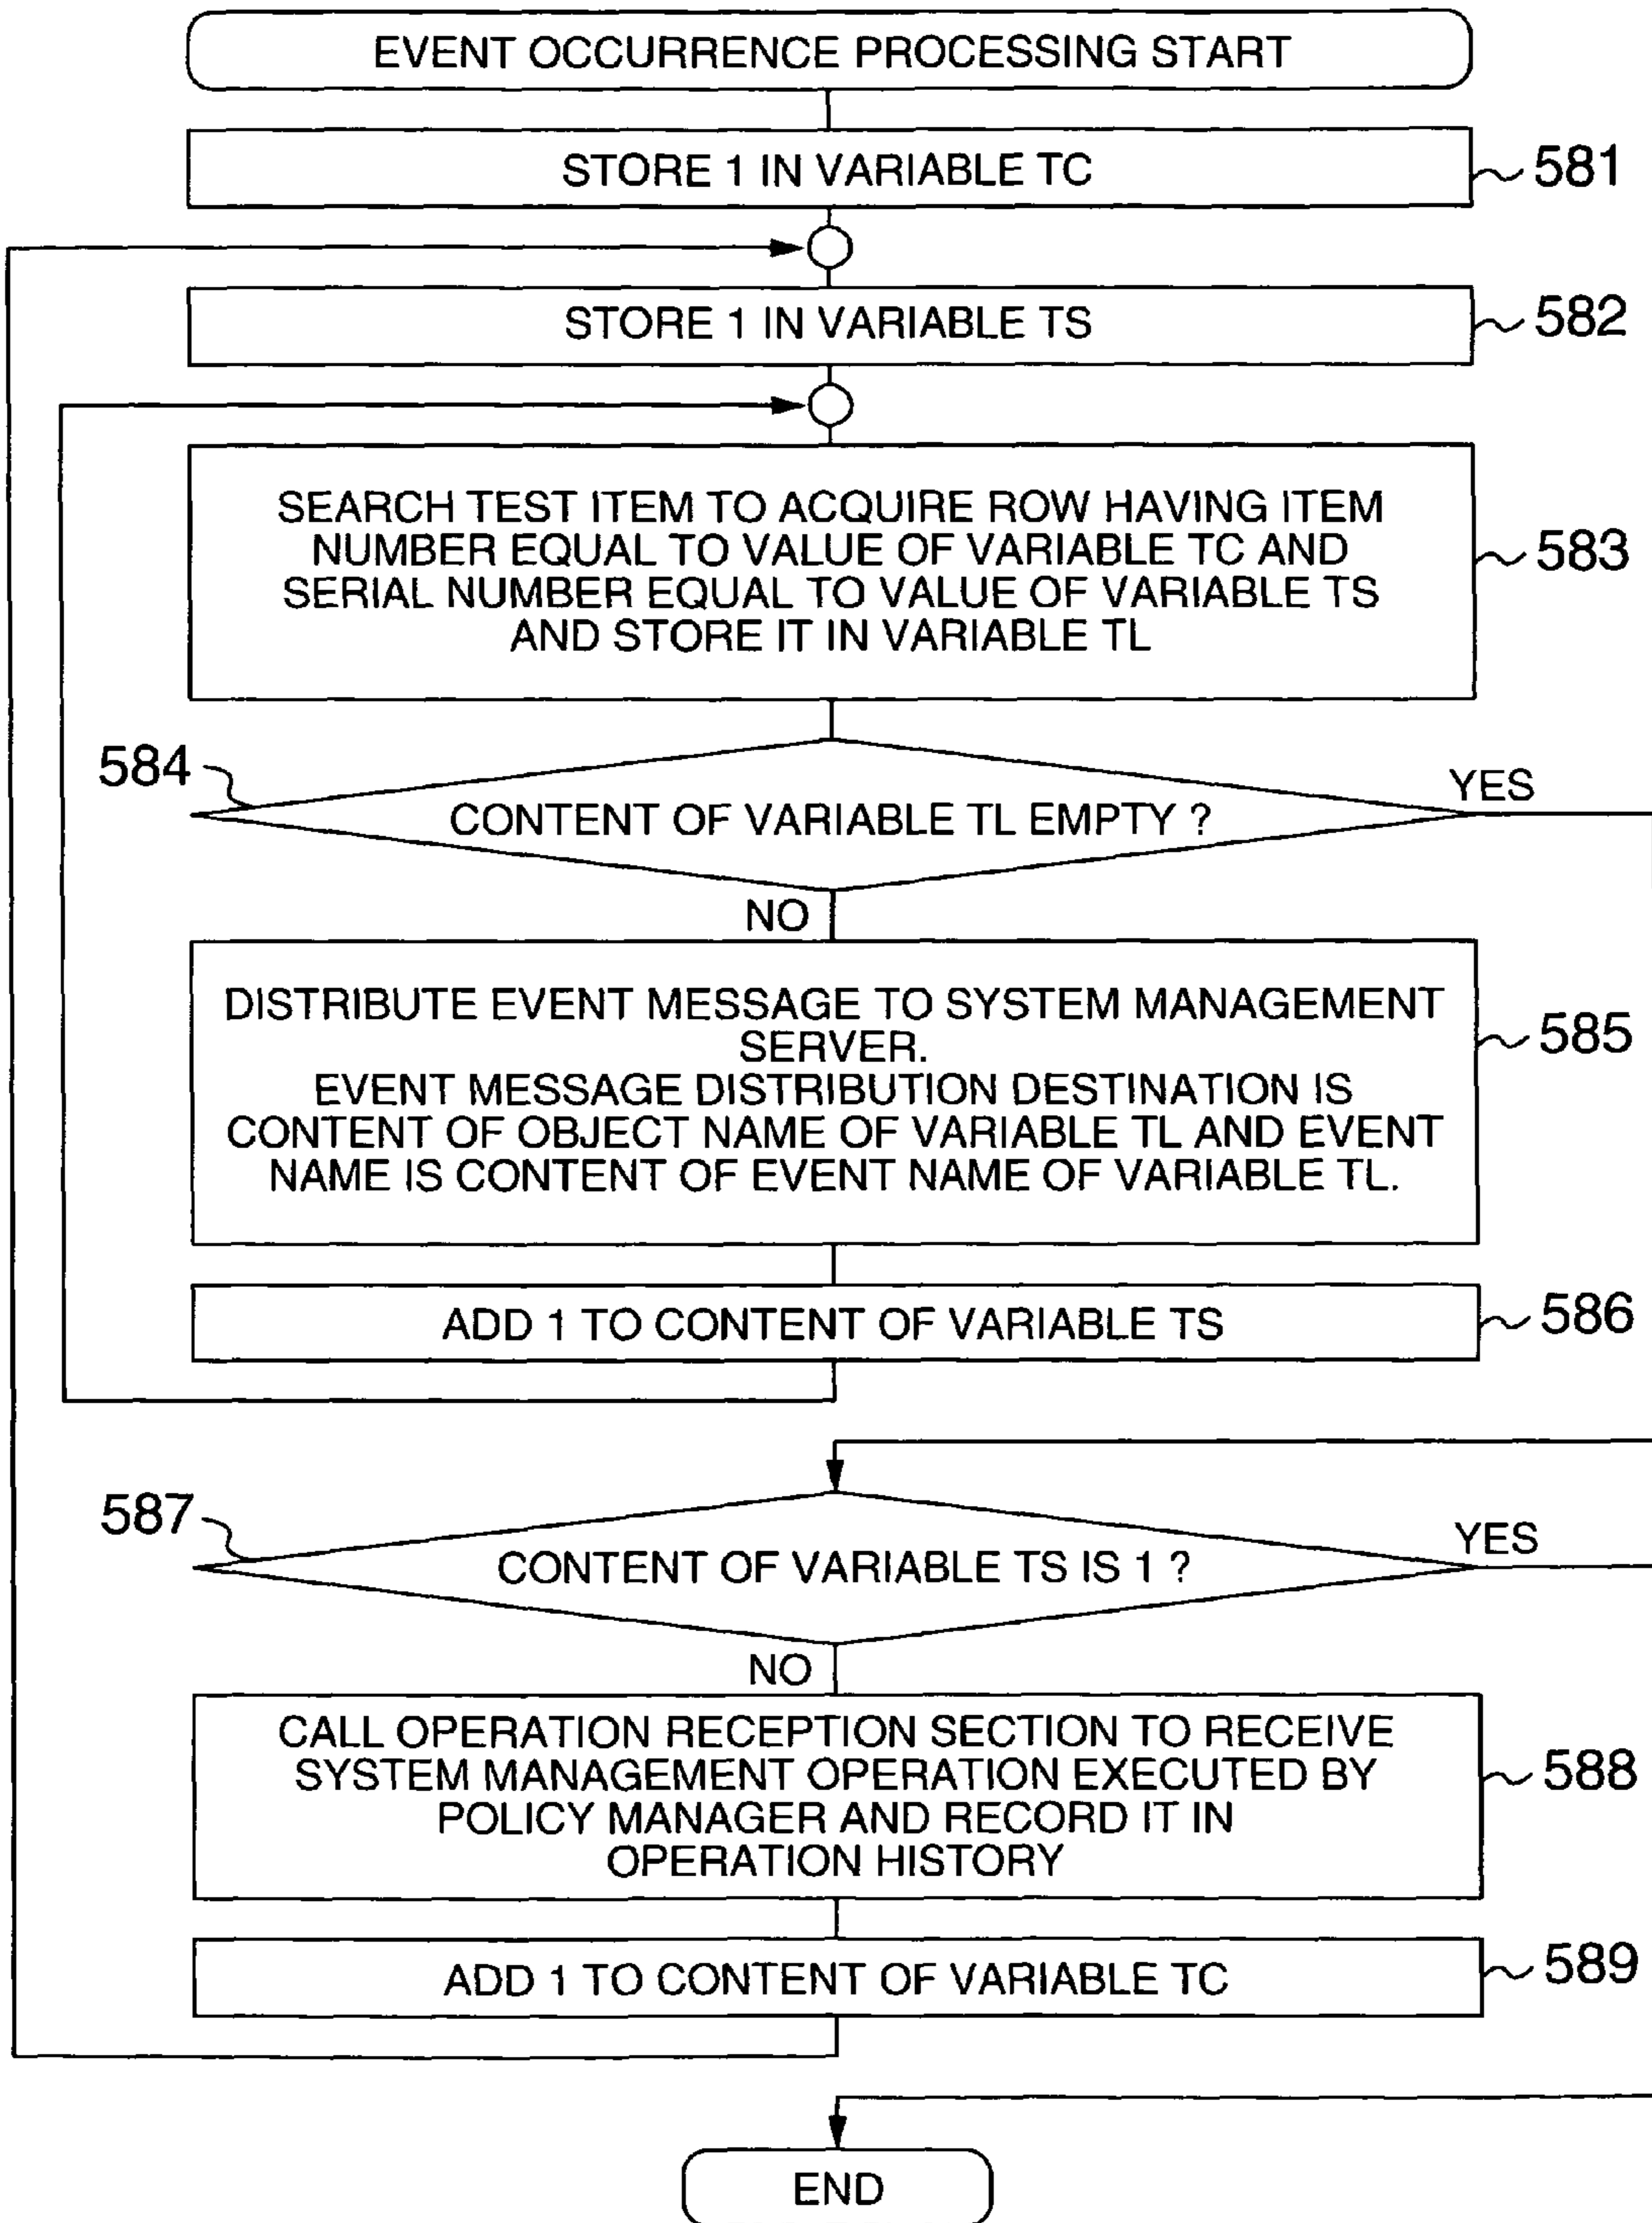 EVENT OCCURRENCE PROCESSING START
STORE 1 IN VARIABLE TC
581
STORE 1 IN VARIABLE TS
582
SEARCH TEST ITEM TO ACQUIRE ROW HAVING ITEM
NUMBER EQUAL TO VALUE OF VARIABLE TC AND
SERIAL NUMBER EQUAL TO VALUE OF VARIABLE TS
AND STORE IT IN VARIABLE TL
583
584
CONTENT OF VARIABLE TL EMPTY ?
YES
NO
DISTRIBUTE EVENT MESSAGE TO SYSTEM MANAGEMENT
SERVER.
EVENT MESSAGE DISTRIBUTION DESTINATION IS
CONTENT OF OBJECT NAME OF VARIABLE TL AND EVENT
NAME IS CONTENT OF EVENT NAME OF VARIABLE TL.
585
ADD 1 TO CONTENT OF VARIABLE TS
586
587
CONTENT OF VARIABLE TS IS 1 ?
YES
NO
CALL OPERATION RECEPTION SECTION TO RECEIVE
SYSTEM MANAGEMENT OPERATION EXECUTED BY
POLICY MANAGER AND RECORD IT IN
OPERATION HISTORY
588
ADD 1 TO CONTENT OF VARIABLE TC
589
END